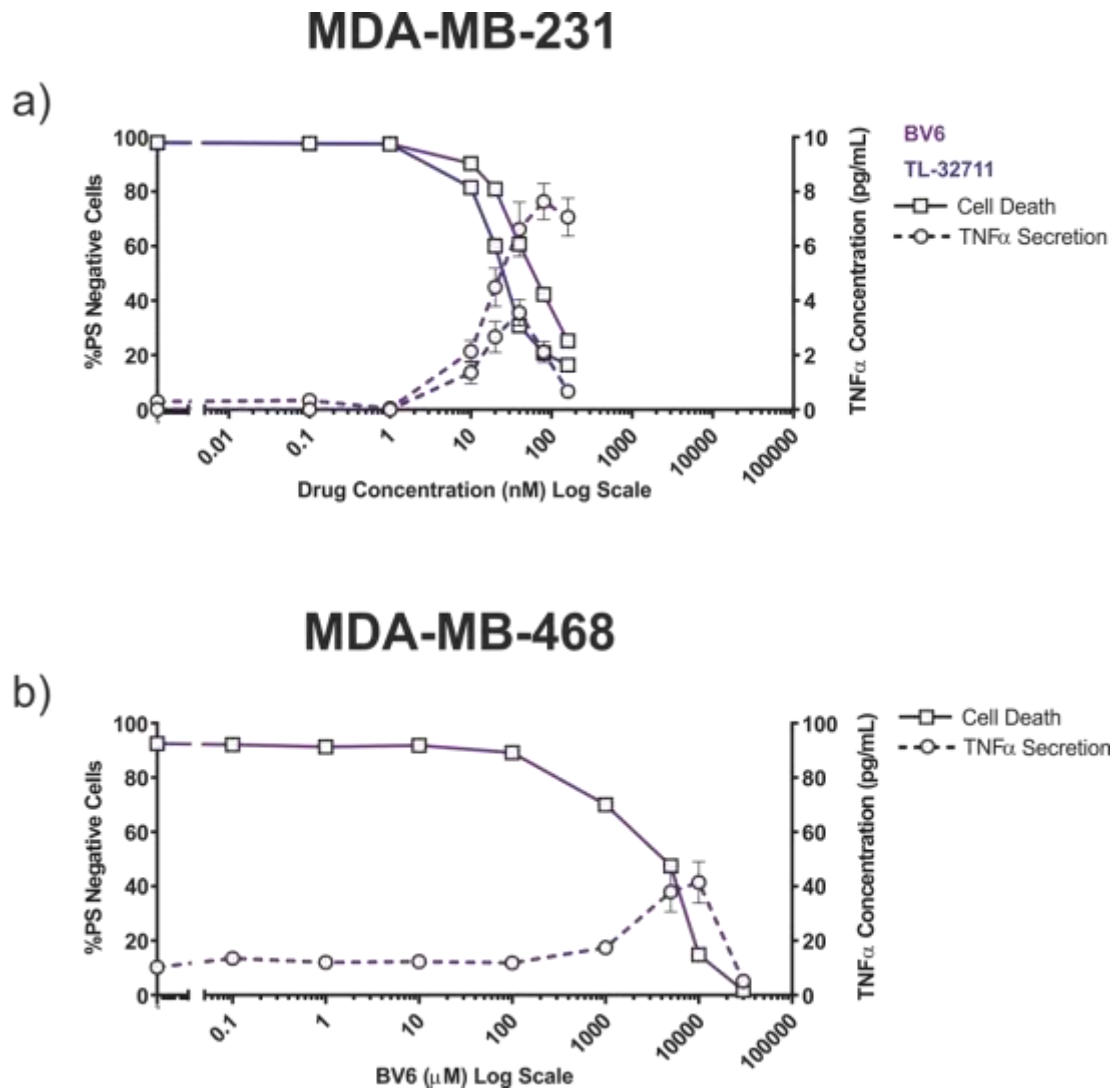 MDA-MB-231
a)
100
80
60
40
20
0
%PS Negative Cells
10
8
6
4
2
0
TNFα Concentration (pg/mL)
0.01
0.1
1
10
100
1000
10000
100000
Drug Concentration (nM) Log Scale
BV6
TL-32711
Cell Death
TNFα Secretion
MDA-MB-468
b)
100
80
60
40
20
0
%PS Negative Cells
100
80
60
40
20
0
TNFα Concentration (pg/mL)
0.1
1
10
100
1000
10000
100000
BV6 (μM) Log Scale
Cell Death
TNFα Secretion